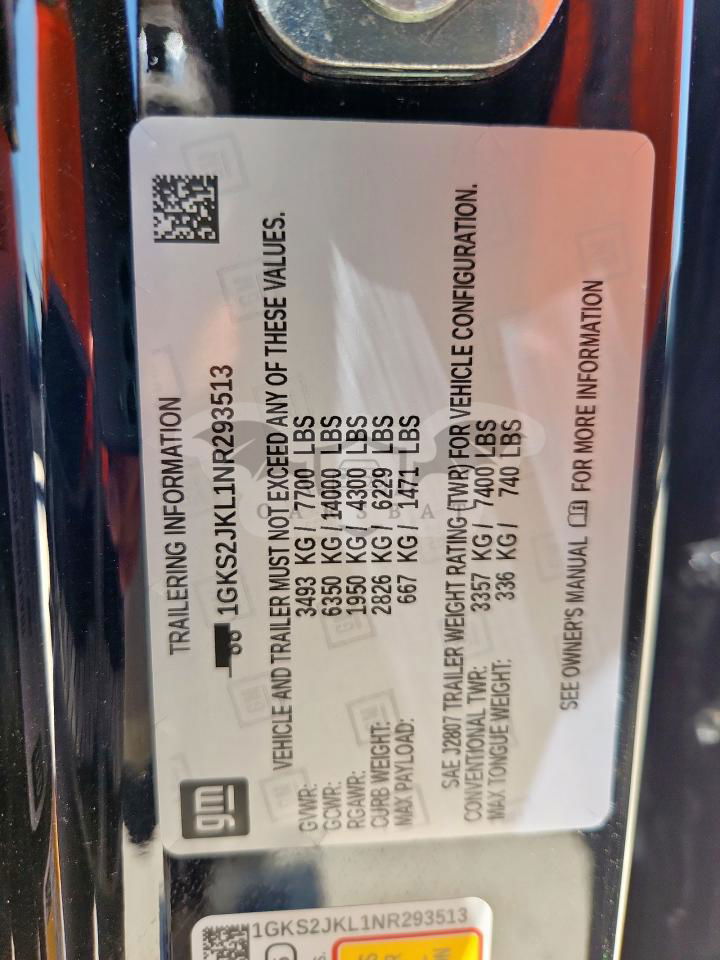 gm
TRAILERING INFORMATION
1GKS2JKL1NR293513
VEHICLE AND TRAILER MUST NOT EXCEED ANY OF THESE VALUES.
GVWR: 3493 KG / 7700 LBS
GCWR: 6350 KG / 14000 LBS
RGAWR: 1950 KG / 4300 LBS
CURB WEIGHT: 2826 KG / 6229 LBS
MAX PAYLOAD: 667 KG / 1471 LBS
SAE J2807 TRAILER WEIGHT RATING (TWR) FOR VEHICLE CONFIGURATION.
CONVENTIONAL TWR: 3357 KG / 7400 LBS
MAX TONGUE WEIGHT: 336 KG / 740 LBS
SEE OWNER'S MANUAL FOR MORE INFORMATION
1GKS2JKL1NR293513